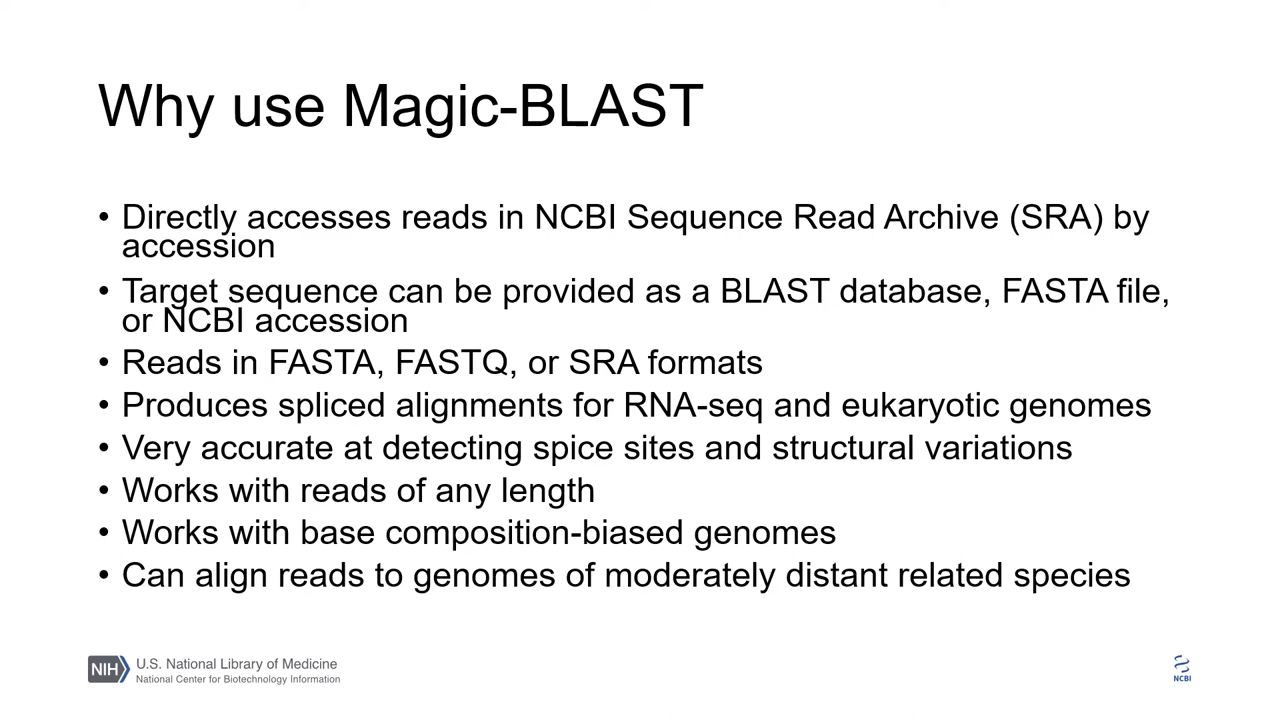 Why use Magic-BLAST
• Directly accesses reads in NCBI Sequence Read Archive (SRA) by
accession
• Target sequence can be provided as a BLAST database, FASTA file,
or NCBI accession
• Reads in FASTA, FASTQ, or SRA formats
• Produces spliced alignments for RNA-seq and eukaryotic genomes
• Very accurate at detecting spice sites and structural variations
• Works with reads of any length
• Works with base composition-biased genomes
• Can align reads to genomes of moderately distant related species
NIH U.S. National Library of Medicine
National Center for Biotechnology Information
NCBI